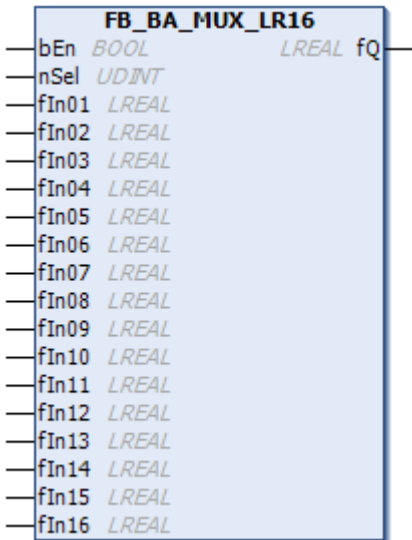 FB_BA_MUX_LR16
bEn BOOL LREAL fQ
nSel UDINT
fIn01 LREAL
fIn02 LREAL
fIn03 LREAL
fIn04 LREAL
fIn05 LREAL
fIn06 LREAL
fIn07 LREAL
fIn08 LREAL
fIn09 LREAL
fIn10 LREAL
fIn11 LREAL
fIn12 LREAL
fIn13 LREAL
fIn14 LREAL
fIn15 LREAL
fIn16 LREAL